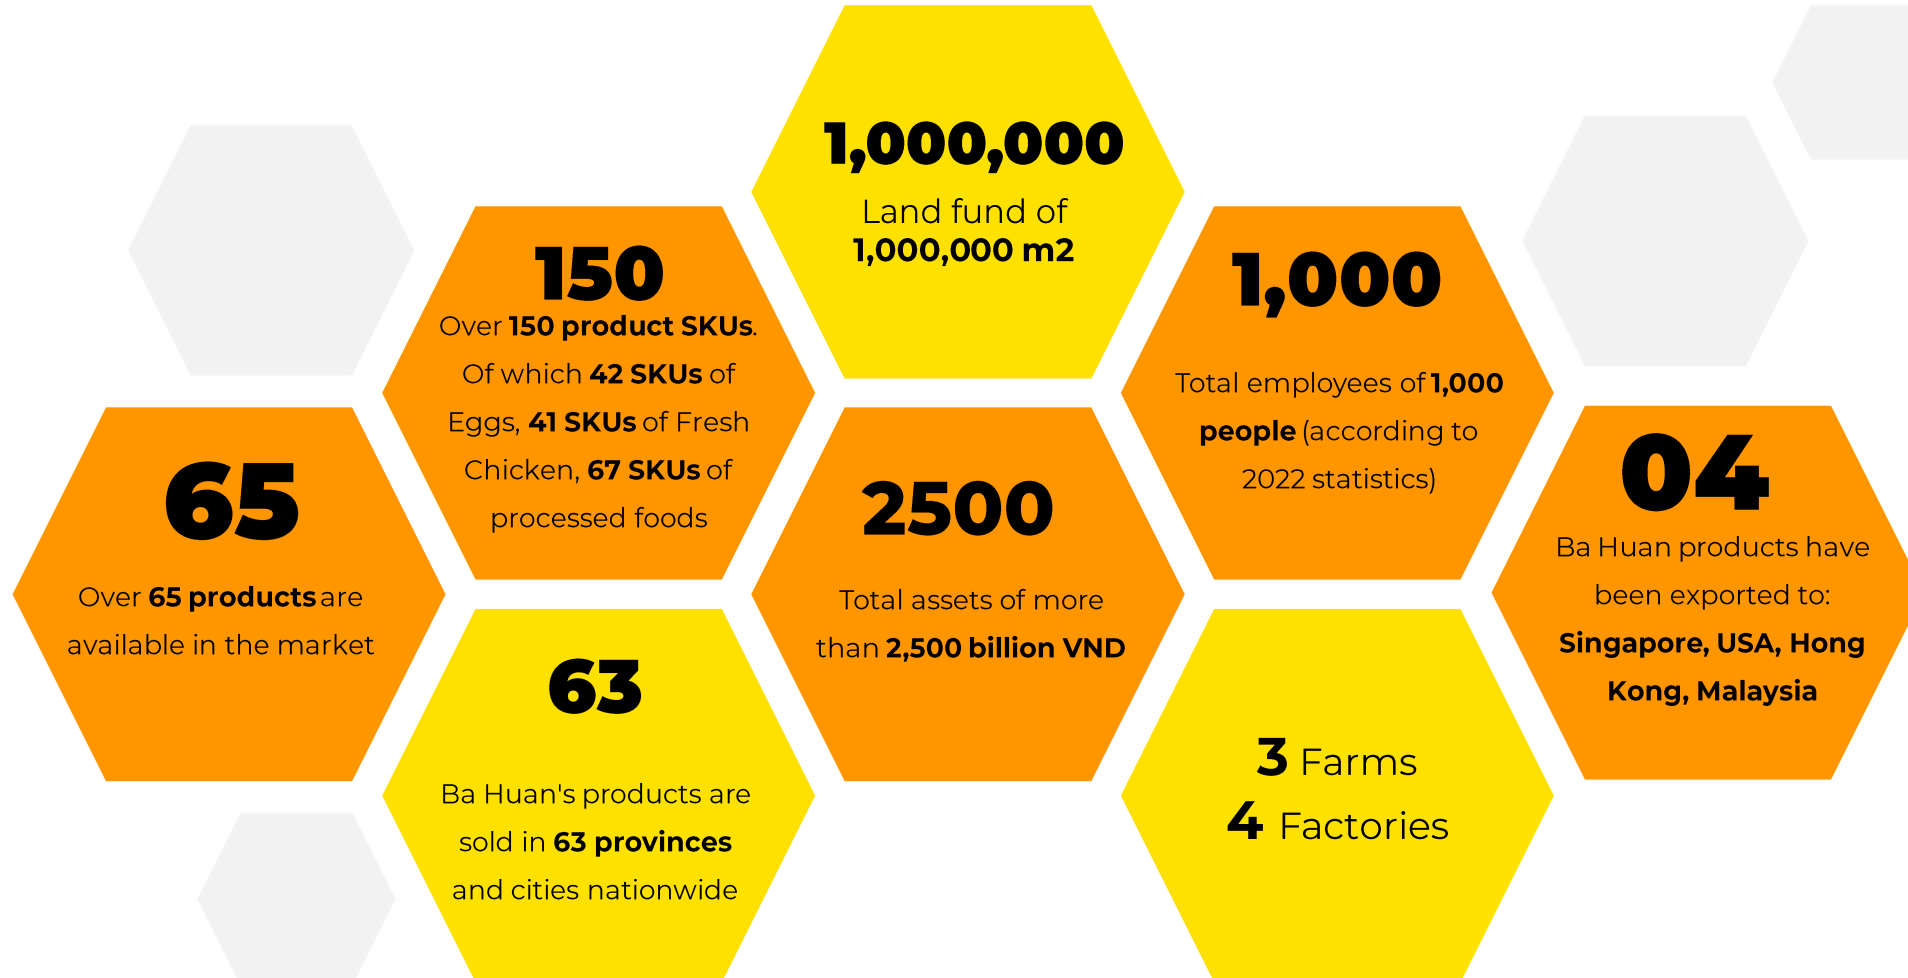 1,000,000
Land fund of
1,000,000 m2
150
Over 150 product SKUs.
Of which 42 SKUs of
Eggs, 41 SKUs of Fresh
Chicken, 67 SKUs of
processed foods
1,000
Total employees of 1,000
people (according to
2022 statistics)
65
Over 65 products are
available in the market
2500
Total assets of more
than 2,500 billion VND
04
Ba Huan products have
been exported to:
Singapore, USA, Hong
Kong, Malaysia
63
Ba Huan's products are
sold in 63 provinces
and cities nationwide
3 Farms
4 Factories